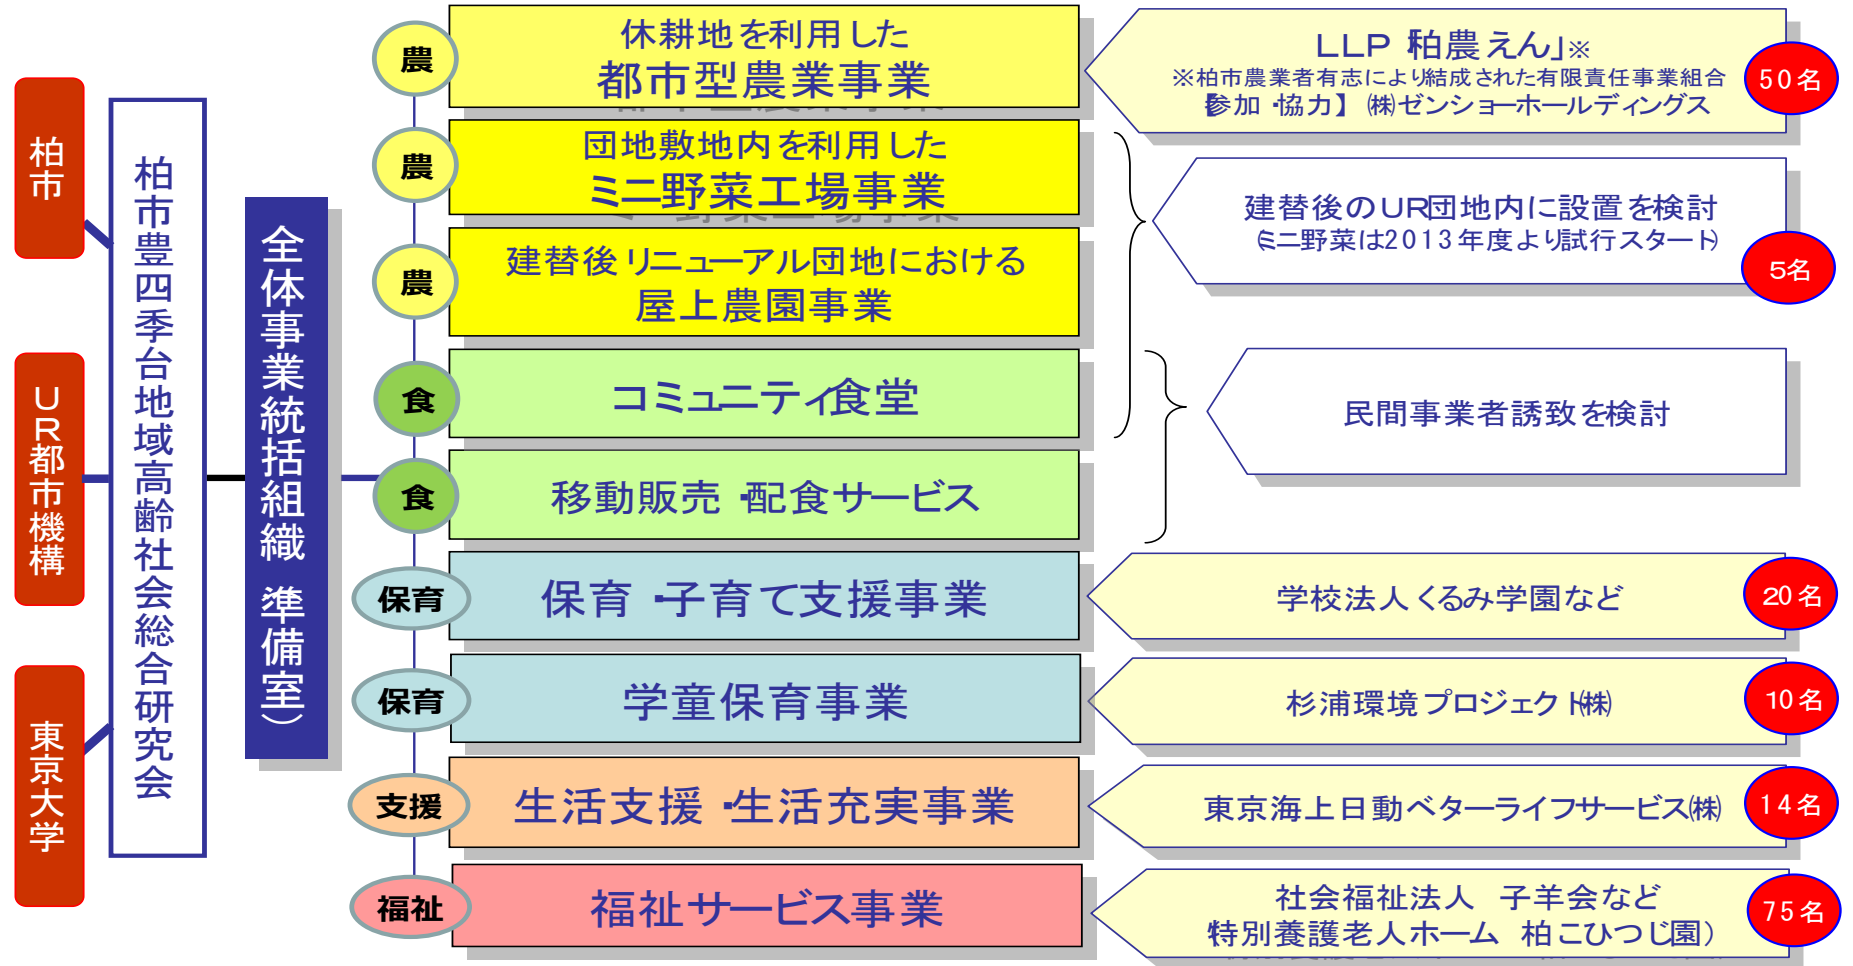 柏市
UR都市機構
東京大学
柏市豊四季台地域高齢社会総合研究会
全体事業統括組織(準備室)
農
休耕地を利用した
都市型農業事業
LLP「柏農えん」※
※柏市農業者有志により結成された有限責任事業組合
【参加・協力】(株)ゼンショーホールディングス
50名
農
団地敷地内を利用した
ミニ野菜工場事業
農
建替後リニューアル団地における
屋上農園事業
建替後のUR団地内に設置を検討
(ミニ野菜は2013年度より試行スタート)
5名
食
コミュニティ食堂
食
移動販売・配食サービス
民間事業者誘致を検討
保育
保育・子育て支援事業
学校法人くるみ学園など
20名
保育
学童保育事業
杉浦環境プロジェクト(株)
10名
支援
生活支援・生活充実事業
東京海上日動ベターライフサービス(株)
14名
福祉
福祉サービス事業
社会福祉法人 子羊会など
(特別養護老人ホーム 柏こひつじ園)
75名